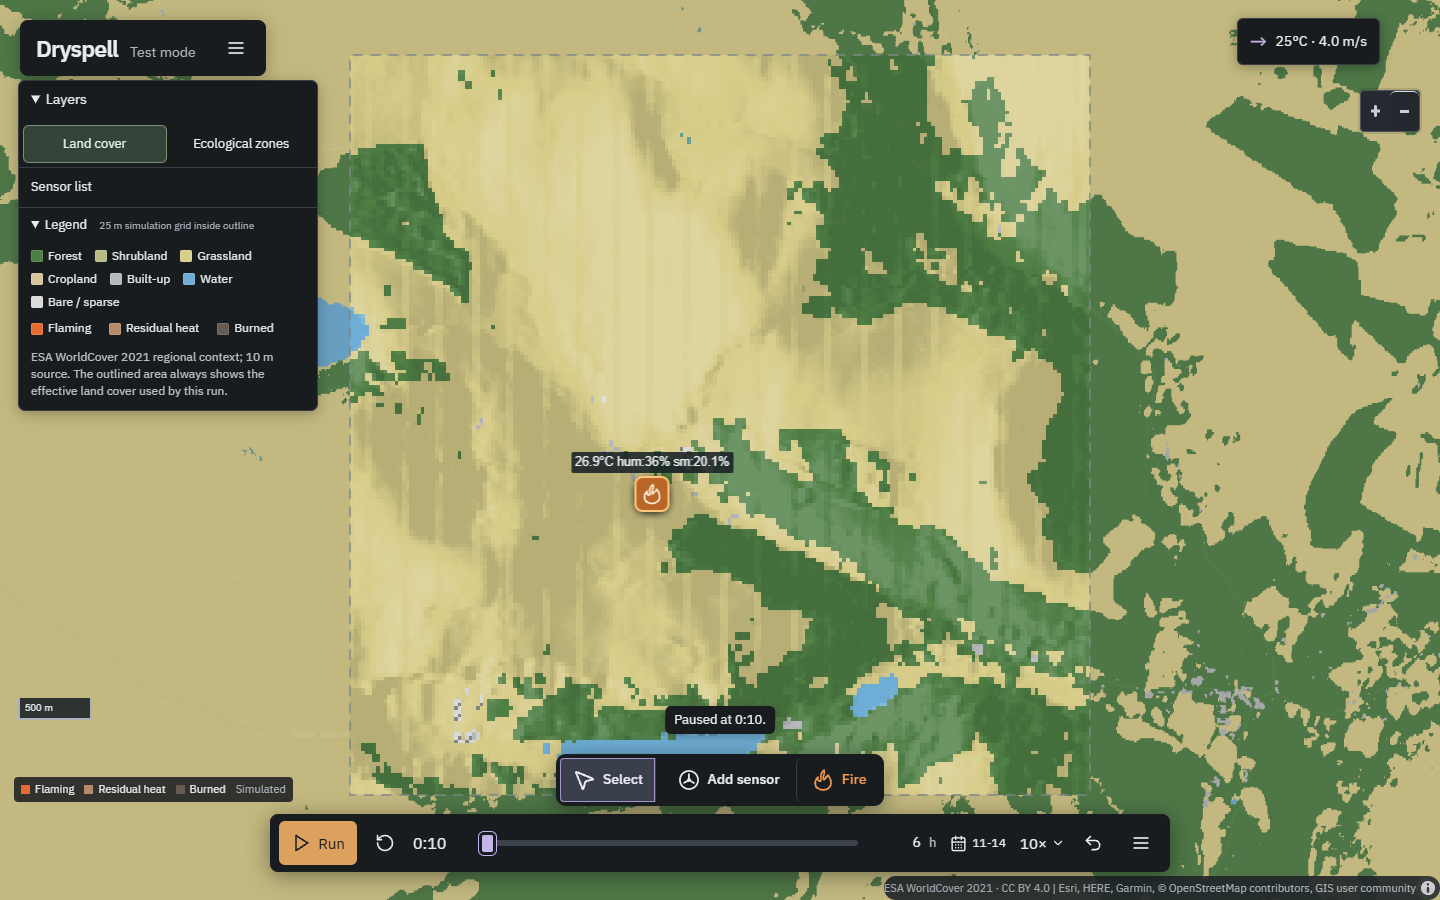 Dryspell Test mode
→ 25°C · 4.0 m/s
▼ Layers
Land cover
Ecological zones
Sensor list
▼ Legend 25 m simulation grid inside outline
Forest Shrubland Grassland
Cropland Built-up Water
Bare / sparse
Flaming Residual heat Burned
ESA WorldCover 2021 regional context; 10 m
source. The outlined area always shows the
effective land cover used by this run.
+ −
26.9°C hum:36% sm:20.1%
500 m
Paused at 0:10.
Select Add sensor Fire
Flaming Residual heat Burned Simulated
Run 0:10 6 h 11-14 10×
ESA WorldCover 2021 · CC BY 4.0 | Esri, HERE, Garmin, © OpenStreetMap contributors, GIS user community